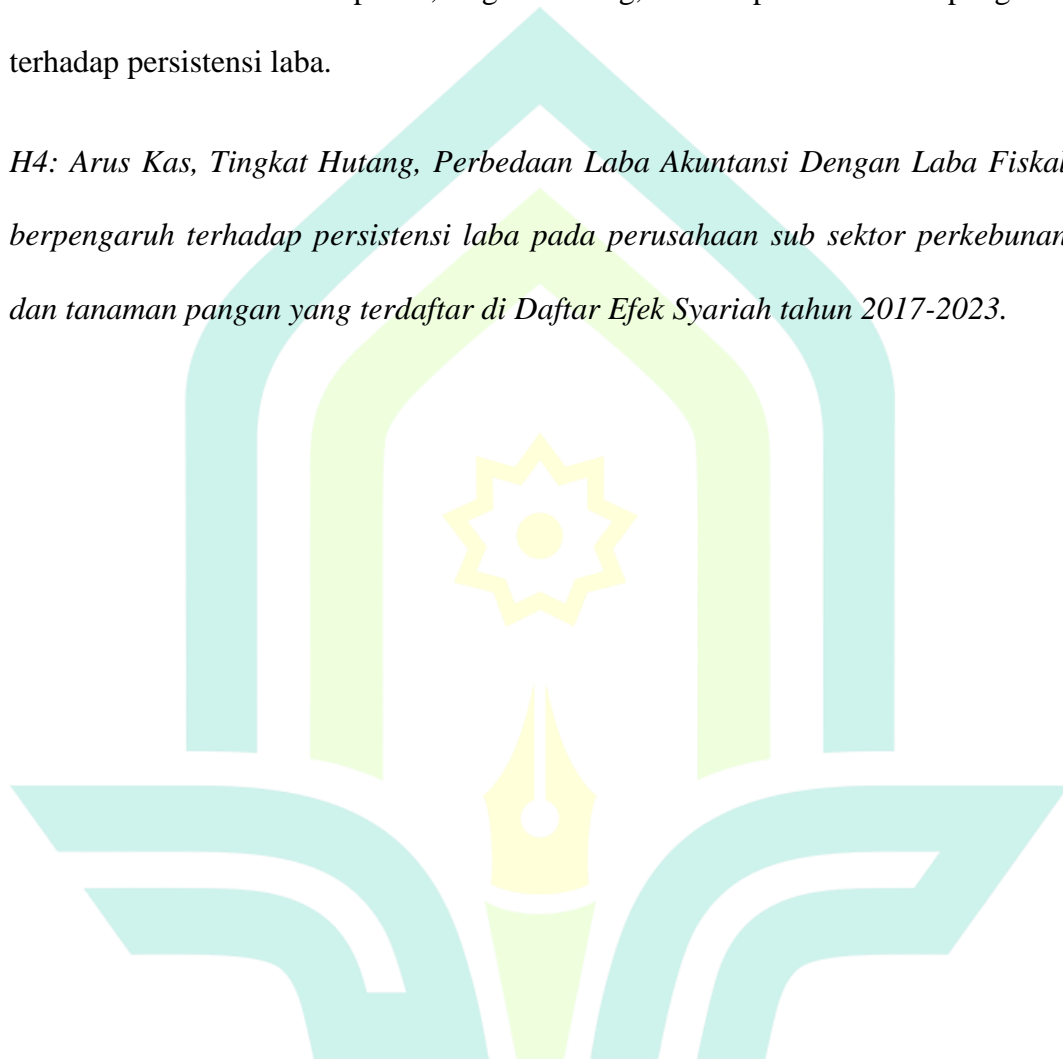 terhadap persistensi laba.
H4: Arus Kas, Tingkat Hutang, Perbedaan Laba Akuntansi Dengan Laba Fiskal
berpengaruh terhadap persistensi laba pada perusahaan sub sektor perkebunan
dan tanaman pangan yang terdaftar di Daftar Efek Syariah tahun 2017-2023.